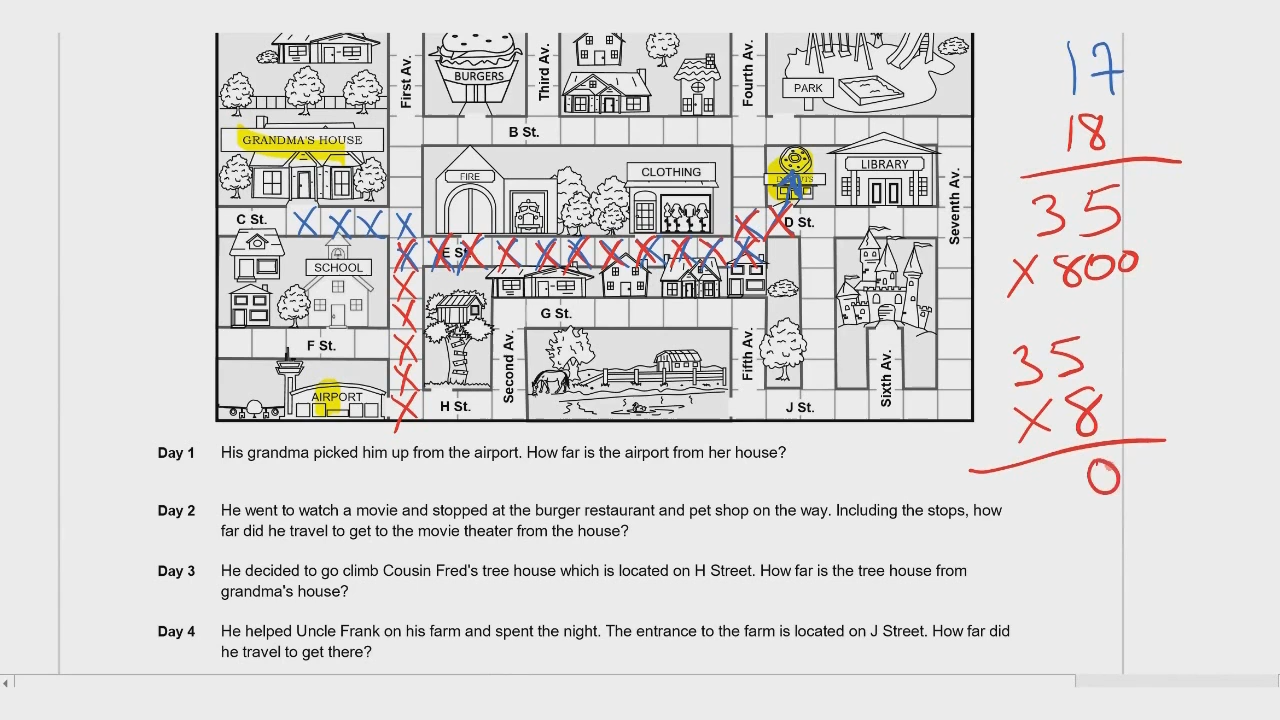 First Av.
BURGERS
Third Av.
Fourth Av.
PARK
17
B St.
18
GRANDMA'S HOUSE
FIRE
CLOTHING
LIBRARY
Seventh Av.
35
C St.
D St.
E St.
x 800
SCHOOL
G St.
F St.
Second Av.
Fifth Av.
Sixth Av.
35
x 8
AIRPORT
H St.
J St.
0
Day 1 His grandma picked him up from the airport. How far is the airport from her house?
Day 2 He went to watch a movie and stopped at the burger restaurant and pet shop on the way. Including the stops, how
far did he travel to get to the movie theater from the house?
Day 3 He decided to go climb Cousin Fred's tree house which is located on H Street. How far is the tree house from
grandma's house?
Day 4 He helped Uncle Frank on his farm and spent the night. The entrance to the farm is located on J Street. How far did
he travel to get there?